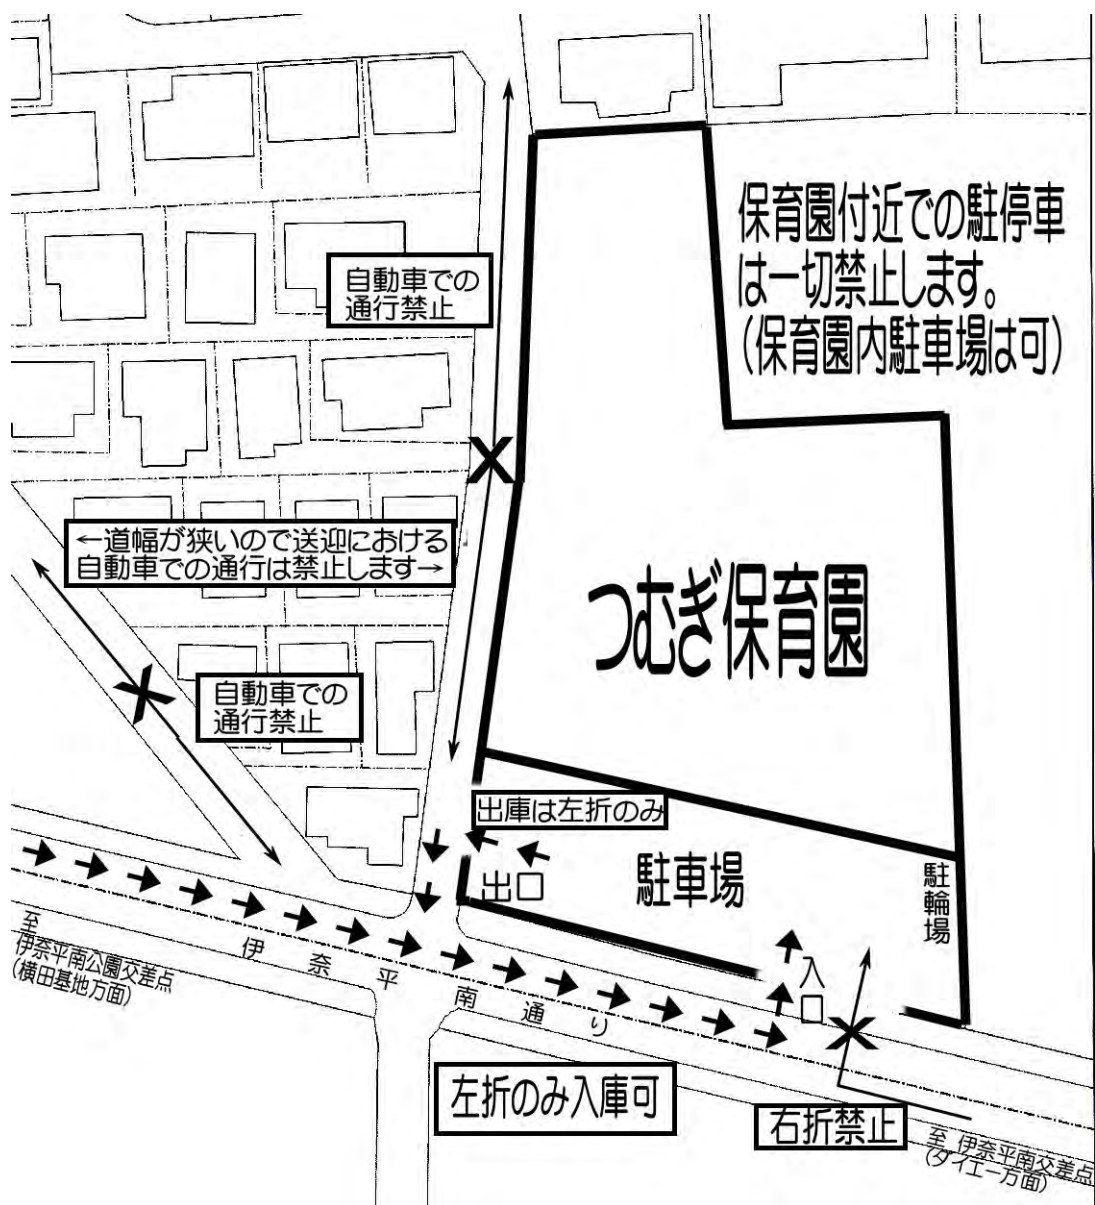 保育園付近での駐停車
は一切禁止します。
（保育園内駐車場は可）
自動車での
通行禁止
←道幅が狭いので送迎における
自動車での通行は禁止します→
つむぎ保育園
自動車での
通行禁止
出庫は左折のみ
出口
駐車場
駐輪場
入口
至
伊奈平南公園交差点
（横田基地方面）
伊奈平南通り
左折のみ入庫可
右折禁止
至 伊奈平南交差点
（ダイエー方面）